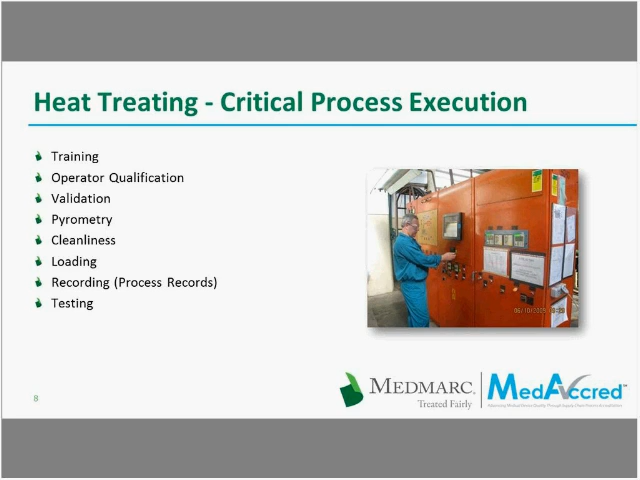 Heat Treating - Critical Process Execution
Training
Operator Qualification
Validation
Pyrometry
Cleanliness
Loading
Recording (Process Records)
Testing
8
MEDMARC
Treated Fairly
MedAccred™